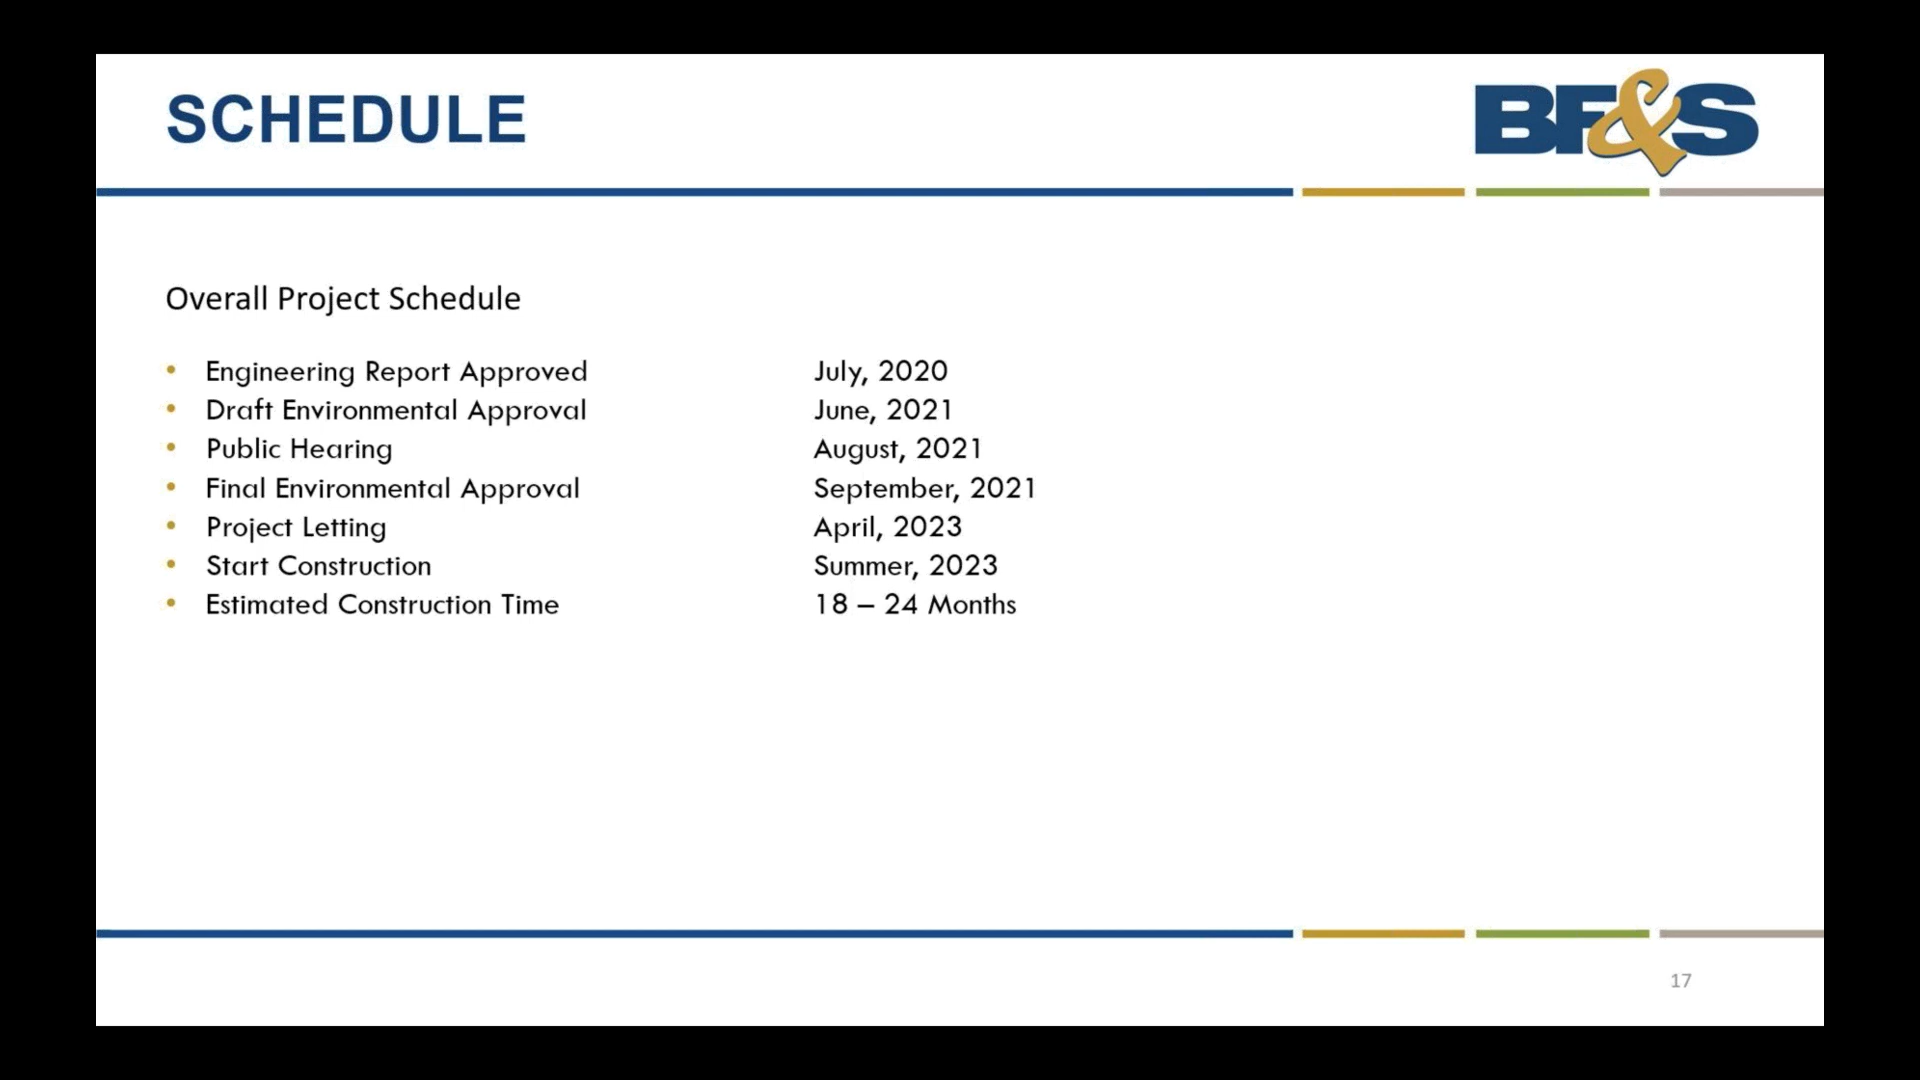 SCHEDULE
BF&S
Overall Project Schedule
• Engineering Report Approved July, 2020
• Draft Environmental Approval June, 2021
• Public Hearing August, 2021
• Final Environmental Approval September, 2021
• Project Letting April, 2023
• Start Construction Summer, 2023
• Estimated Construction Time 18 – 24 Months
17